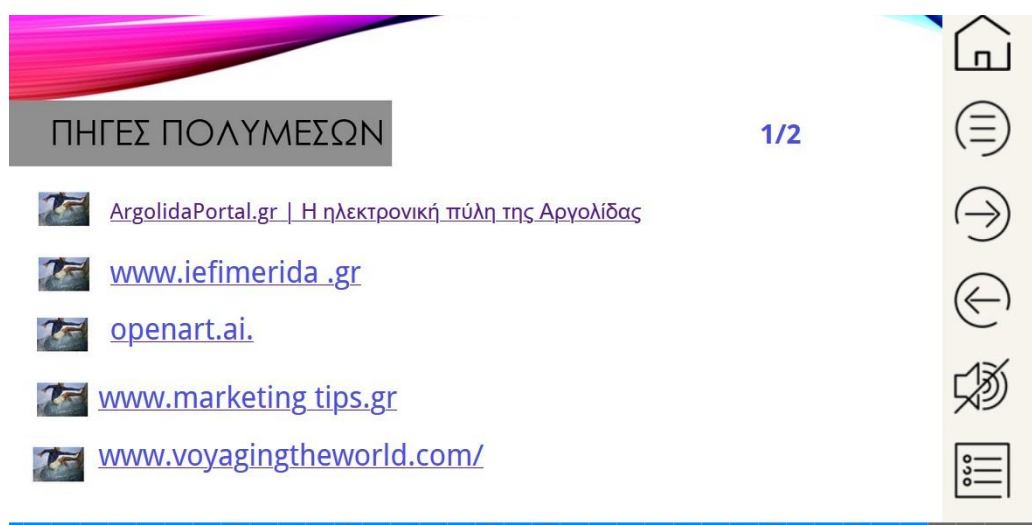 ΠΗΓΕΣ ΠΟΛΥΜΕΣΩΝ
1/2
ArgolidaPortal.gr | Η ηλεκτρονική πύλη της Αργολίδας
www.iefimerida .gr
openart.ai.
www.marketing tips.gr
www.voyagingtheworld.com/